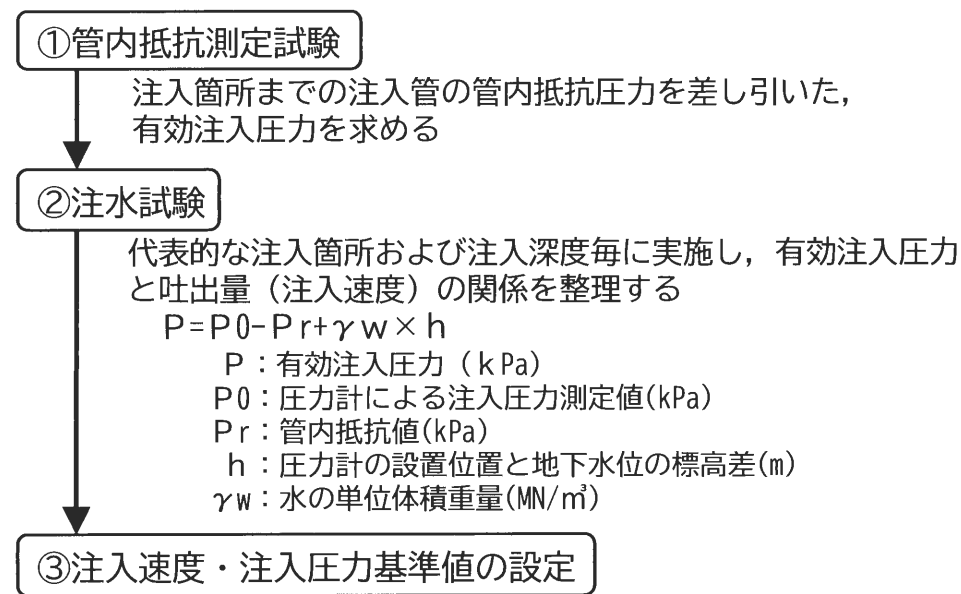 ①管内抵抗測定試験
注入箇所までの注入管の管内抵抗圧力を差し引いた，
有効注入圧力を求める
②注水試験
代表的な注入箇所および注入深度毎に実施し，有効注入圧力
と吐出量（注入速度）の関係を整理する
P=P0-Pr+γw×h
P：有効注入圧力（kPa）
P0：圧力計による注入圧力測定値(kPa)
Pr：管内抵抗値(kPa)
h：圧力計の設置位置と地下水位の標高差(m)
γw：水の単位体積重量(MN/㎥)
③注入速度・注入圧力基準値の設定